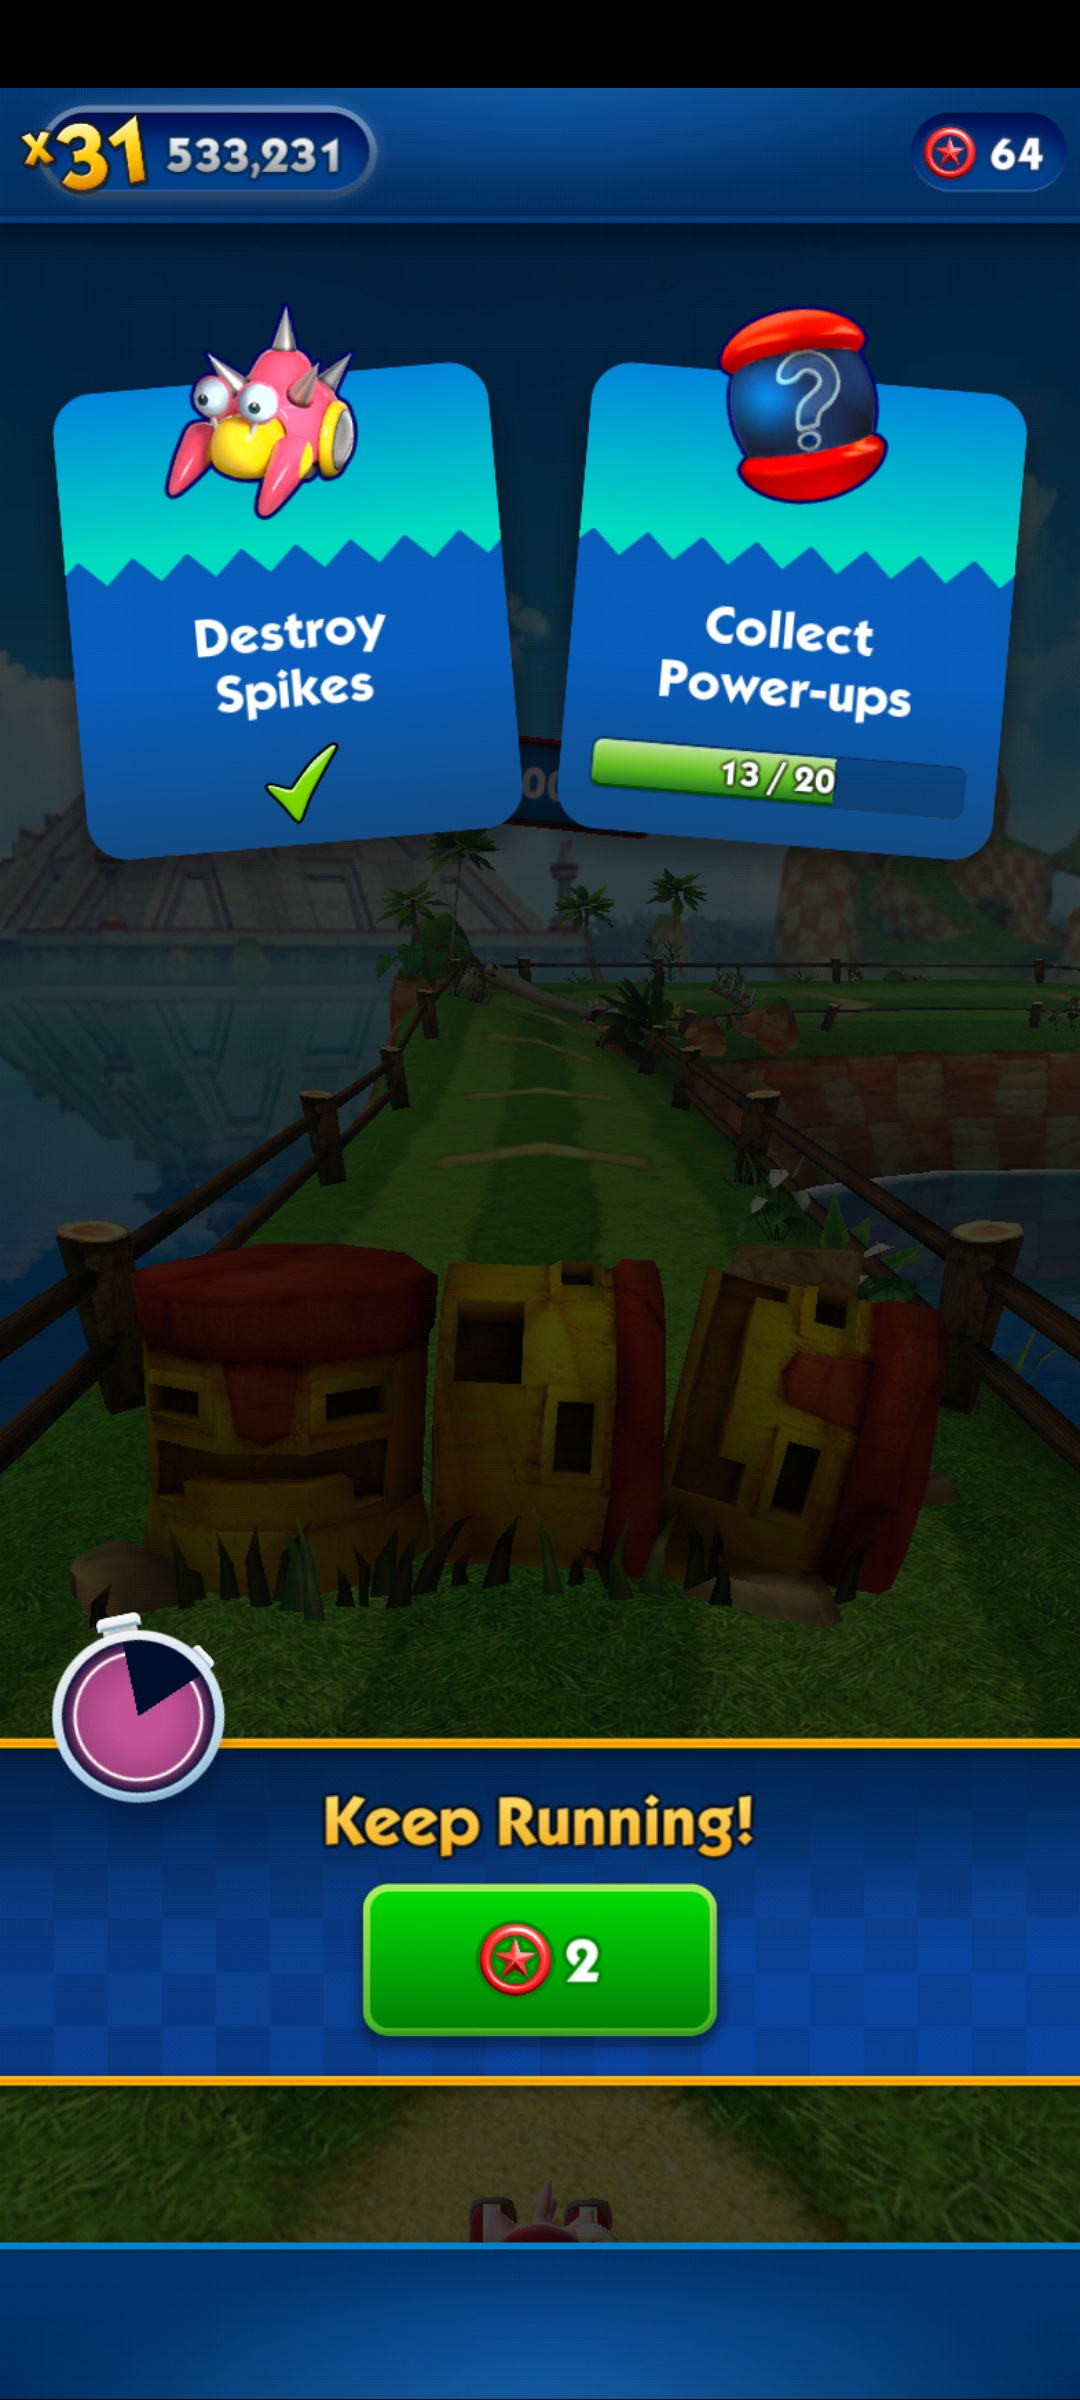 x31 533,231
64
?
Destroy
Spikes
Collect
Power-ups
13 / 20
Keep Running!
2